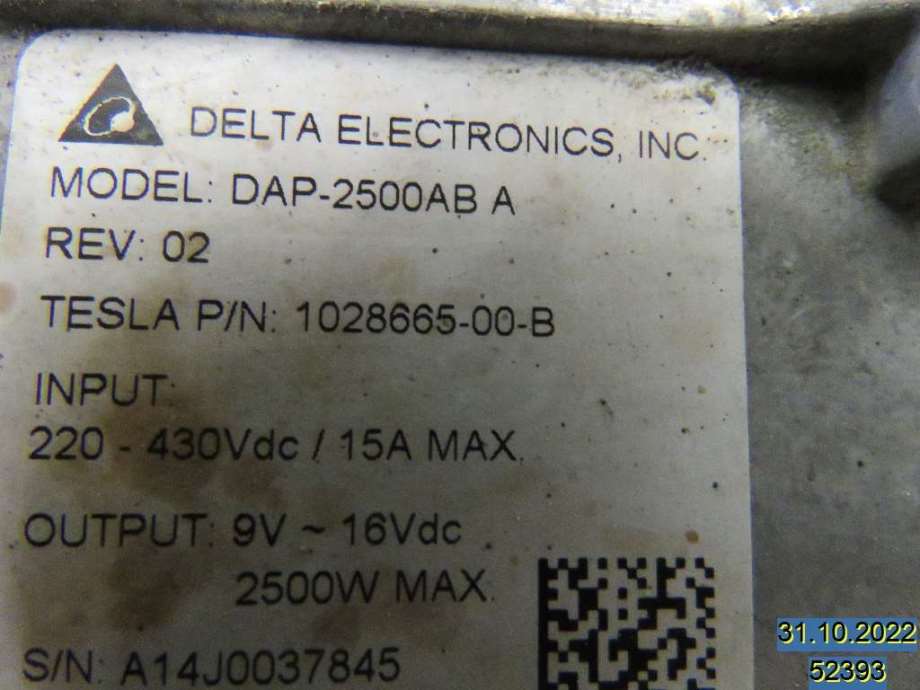 DELTA ELECTRONICS, INC.
MODEL: DAP-2500AB A
REV: 02
TESLA P/N: 1028665-00-B
INPUT:
220 - 430Vdc / 15A MAX.
OUTPUT: 9V ~ 16Vdc
2500W MAX.
S/N: A14J0037845
31.10.2022
52393